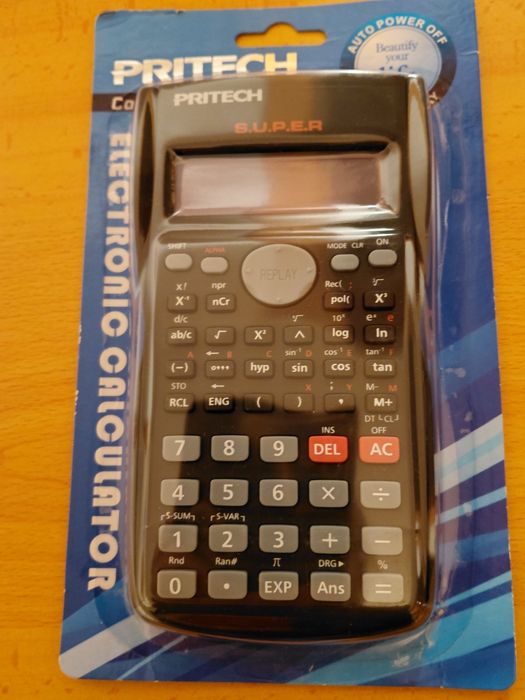 AUTO POWER OFF
Beautify
your
PRITECH
Co
ELECTRONIC CALCULATOR
PRITECH
S.U.P.E.R
SHIFT ALPHA MODE CLR ON
REPLAY
x! npr Rec( ; ³√
X⁻¹ nCr pol( X³
d/c ˣ√ 10ˣ eˣ e
ab/c √ X² ^ log ln
A ← B C sin⁻¹ D cos⁻¹ E tan⁻¹ F
(−) o,,, hyp sin cos tan
STO ← X ; Y M− M
RCL ENG ( ) , M+
DT CL
INS OFF
7 8 9 DEL AC
4 5 6 × ÷
S-SUM S-VAR
1 2 3 + −
Rnd Ran# π DRG► %
0 • EXP Ans =